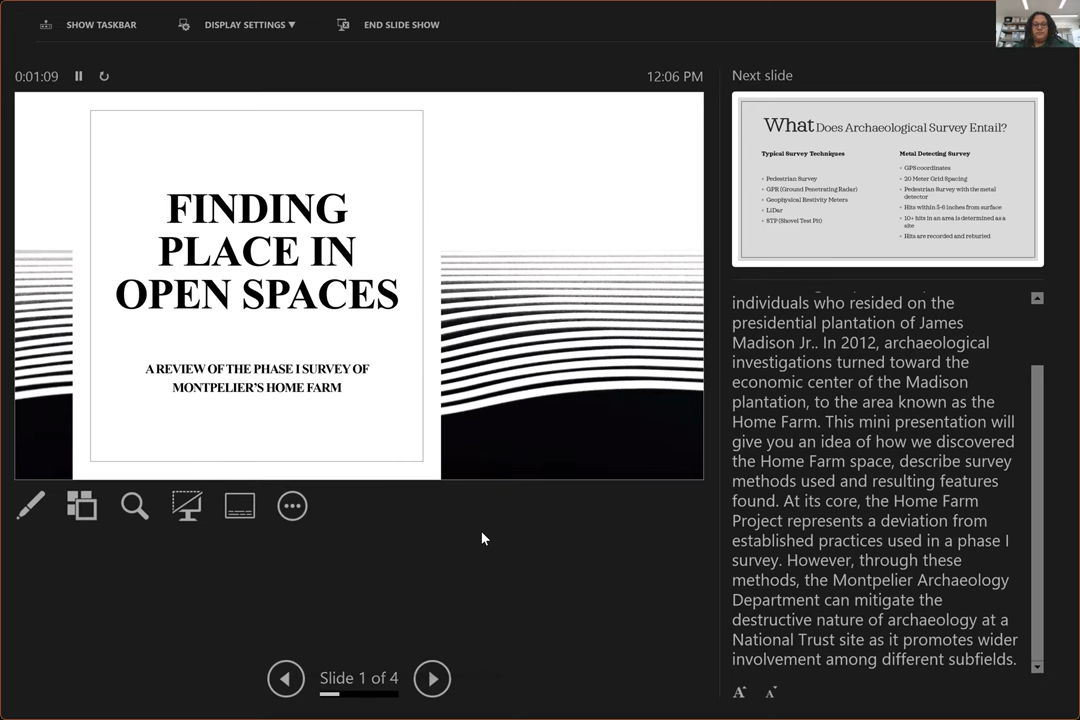 SHOW TASKBAR
DISPLAY SETTINGS ▼
END SLIDE SHOW
0:01:09
12:06 PM
FINDING
PLACE IN
OPEN SPACES
A REVIEW OF THE PHASE I SURVEY OF
MONTPELIER'S HOME FARM
Slide 1 of 4
Next slide
What Does Archaeological Survey Entail?
Typical Survey Techniques
• Pedestrian Survey
• GPR (Ground Penetrating Radar)
• Geophysical Restivity Meters
• LiDar
• STP (Shovel Test Pit)
Metal Detecting Survey
• GPS coordinates
• 20 Meter Grid Spacing
• Pedestrian Survey with the metal
detector
• Hits within 5-6 inches from surface
• 10+ hits in an area is determined as a
site
• Hits are recorded and reburied
individuals who resided on the
presidential plantation of James
Madison Jr.. In 2012, archaeological
investigations turned toward the
economic center of the Madison
plantation, to the area known as the
Home Farm. This mini presentation will
give you an idea of how we discovered
the Home Farm space, describe survey
methods used and resulting features
found. At its core, the Home Farm
Project represents a deviation from
established practices used in a phase I
survey. However, through these
methods, the Montpelier Archaeology
Department can mitigate the
destructive nature of archaeology at a
National Trust site as it promotes wider
involvement among different subfields.
A A